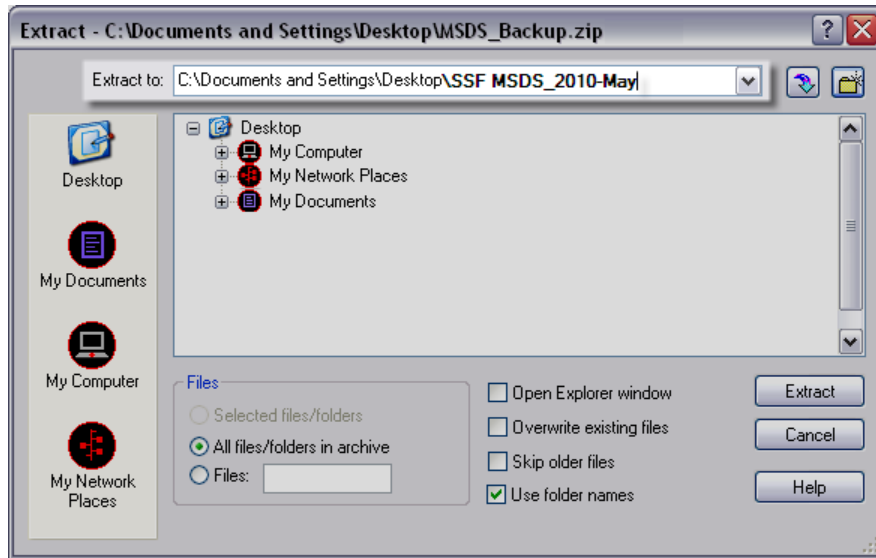 Extract - C:\Documents and Settings\Desktop\MSDS_Backup.zip
Extract to: C:\Documents and Settings\Desktop\SSF MSDS_2010-May
Desktop
My Documents
My Computer
My Network
Places
Desktop
My Computer
My Network Places
My Documents
Files
Selected files/folders
All files/folders in archive
Files:
Open Explorer window
Overwrite existing files
Skip older files
Use folder names
Extract
Cancel
Help